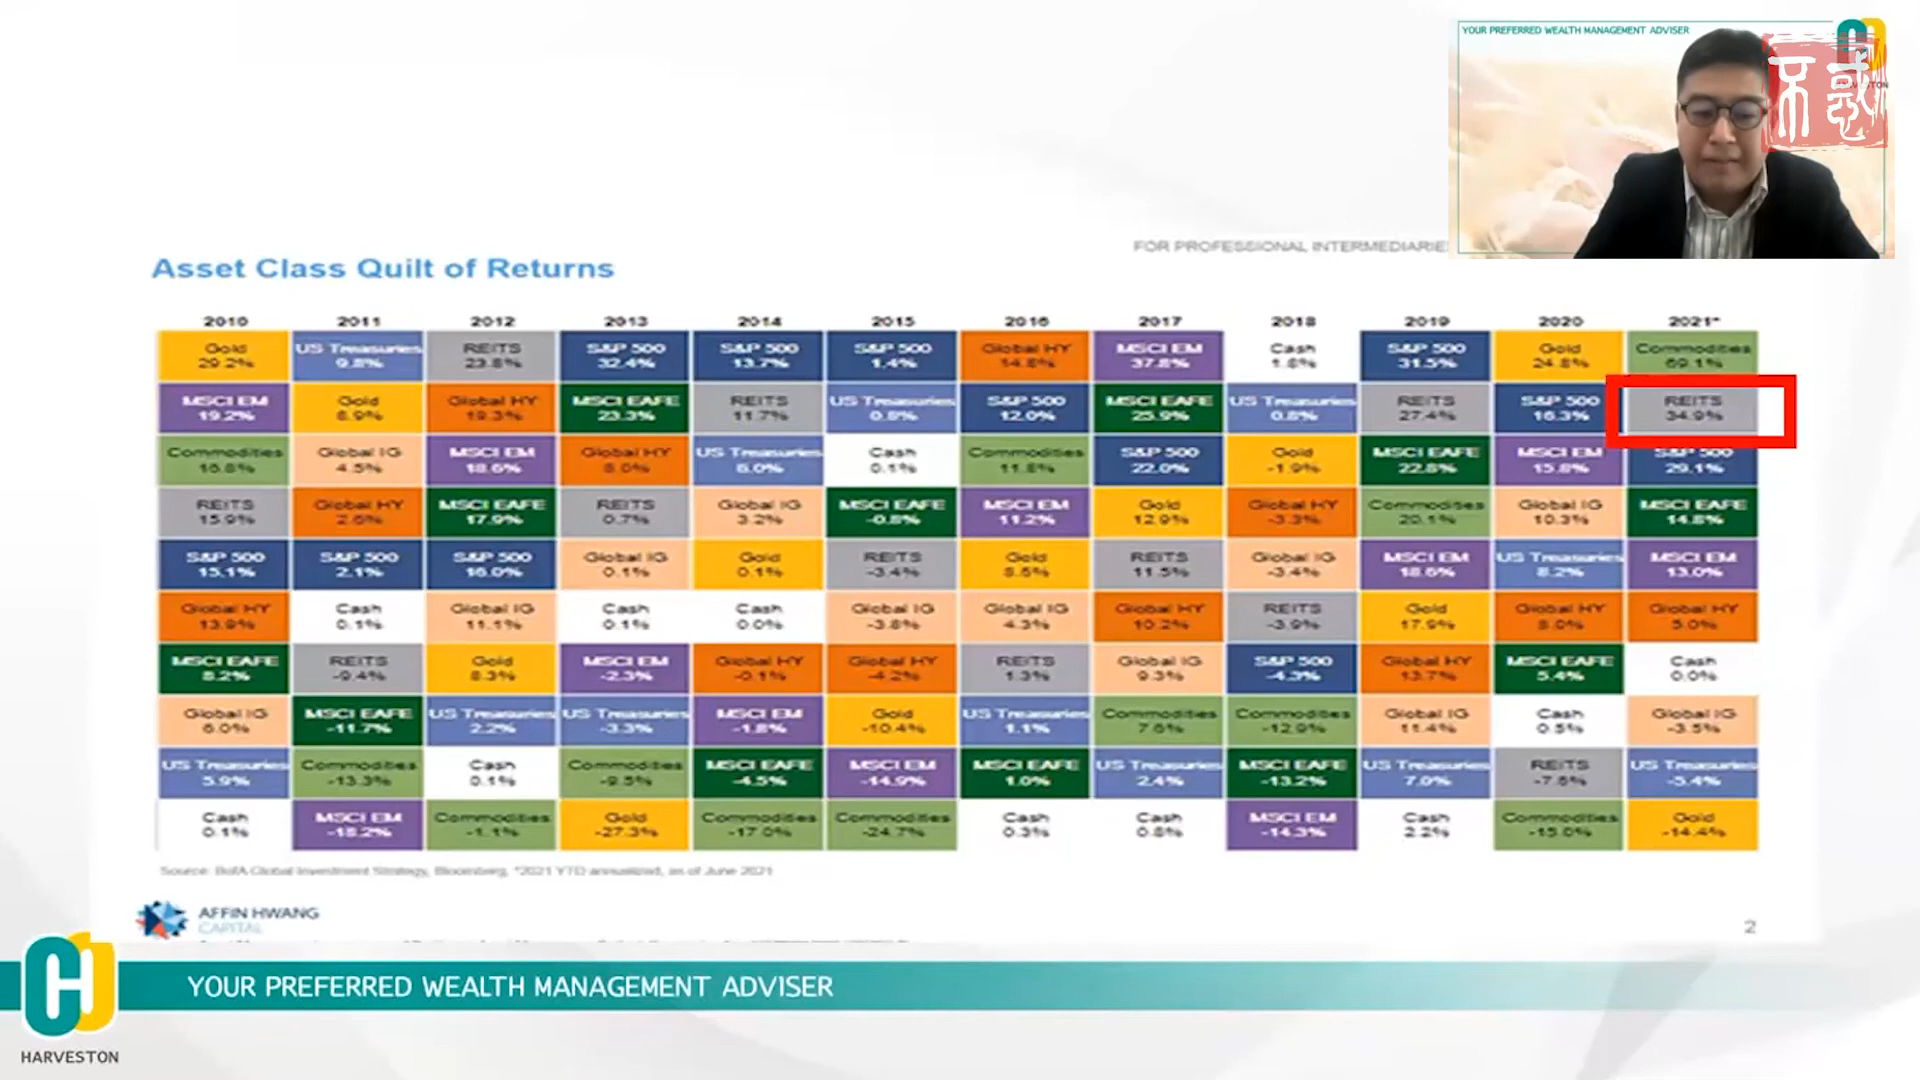 YOUR PREFERRED WEALTH MANAGEMENT ADVISER
不惑
FOR PROFESSIONAL INTERMEDIARIE
Asset Class Quilt of Returns
2010 2011 2012 2013 2014 2015 2016 2017 2018 2019 2020 2021*
Gold US Treasuries REITS S&P 500 S&P 500 S&P 500 Global HY MSCI EM Cash S&P 500 Gold Commodities
29.2% 9.8% 23.8% 32.4% 13.7% 1.4% 14.8% 37.8% 1.8% 31.5% 24.8% 69.1%
MSCI EM Gold Global HY MSCI EAFE REITS US Treasuries S&P 500 MSCI EAFE US Treasuries REITS S&P 500 REITS
19.2% 8.9% 19.3% 23.3% 11.7% 0.8% 12.0% 25.9% 0.8% 27.4% 16.3% 34.9%
Commodities Global IG MSCI EM Global HY US Treasuries Cash Commodities S&P 500 Gold MSCI EAFE MSCI EM S&P 500
16.8% 4.5% 18.6% 8.0% 6.0% 0.1% 11.8% 22.0% -1.9% 22.8% 15.8% 29.1%
REITS Global HY MSCI EAFE REITS Global IG MSCI EAFE MSCI EM Gold Global HY Commodities Global IG MSCI EAFE
15.9% 2.6% 17.9% 0.7% 3.2% -0.8% 11.2% 12.9% -3.3% 20.1% 10.3% 14.8%
S&P 500 S&P 500 S&P 500 Global IG Gold REITS Gold REITS Global IG MSCI EM US Treasuries MSCI EM
15.1% 2.1% 16.0% 0.1% 0.1% -3.4% 8.6% 11.5% -3.4% 18.6% 8.2% 13.0%
Global HY Cash Global IG Cash Cash Global IG Global IG Global HY REITS Gold Global HY Global HY
13.9% 0.1% 11.1% 0.1% 0.0% -3.8% 4.3% 10.2% -3.9% 17.9% 8.0% 5.0%
MSCI EAFE REITS Gold MSCI EM Global HY Global HY REITS Global IG S&P 500 Global HY MSCI EAFE Cash
8.2% -9.4% 8.3% -2.3% -0.1% -4.2% 1.3% 9.3% -4.3% 13.7% 5.4% 0.0%
Global IG MSCI EAFE US Treasuries US Treasuries MSCI EM Gold US Treasuries Commodities Commodities Global IG Cash Global IG
6.0% -11.7% 2.2% -3.3% -1.8% -10.4% 1.1% 7.6% -12.9% 11.4% 0.5% -3.5%
US Treasuries Commodities Cash Commodities MSCI EAFE MSCI EM MSCI EAFE US Treasuries MSCI EAFE US Treasuries REITS US Treasuries
5.9% -13.3% 0.1% -9.5% -4.5% -14.9% 1.0% 2.4% -13.2% 7.0% -7.6% -5.4%
Cash MSCI EM Commodities Gold Commodities Commodities Cash Cash MSCI EM Cash Commodities Gold
0.1% -18.2% -1.1% -27.3% -17.0% -24.7% 0.3% 0.8% -14.3% 2.2% -15.0% -14.4%
Source: BofA Global Investment Strategy, Bloomberg, *2021 YTD annualized, as of June 2021
AFFIN HWANG
CAPITAL
2
YOUR PREFERRED WEALTH MANAGEMENT ADVISER
HARVESTON